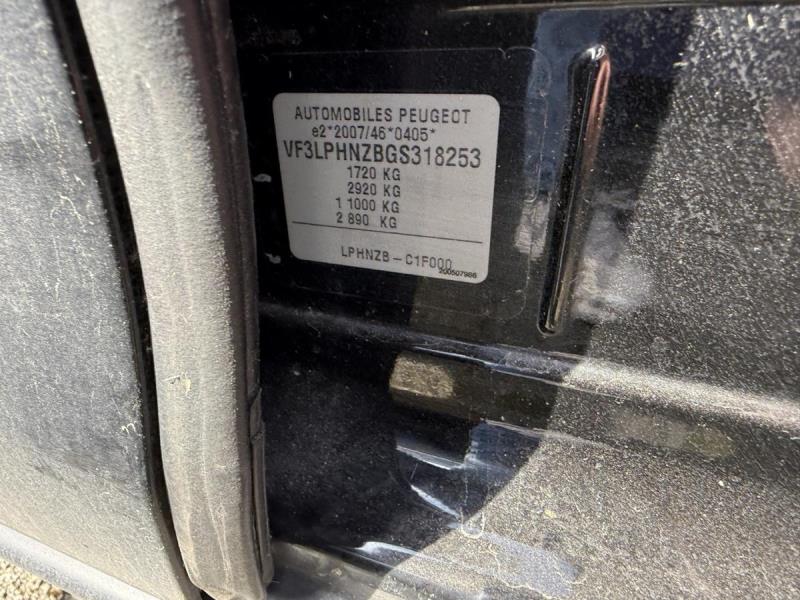 AUTOMOBILES PEUGEOT
e2*2007/46*0405*
VF3LPHNZBGS318253
1720 KG
2920 KG
1 1000 KG
2 890 KG
LPHNZB-C1F000
200507986